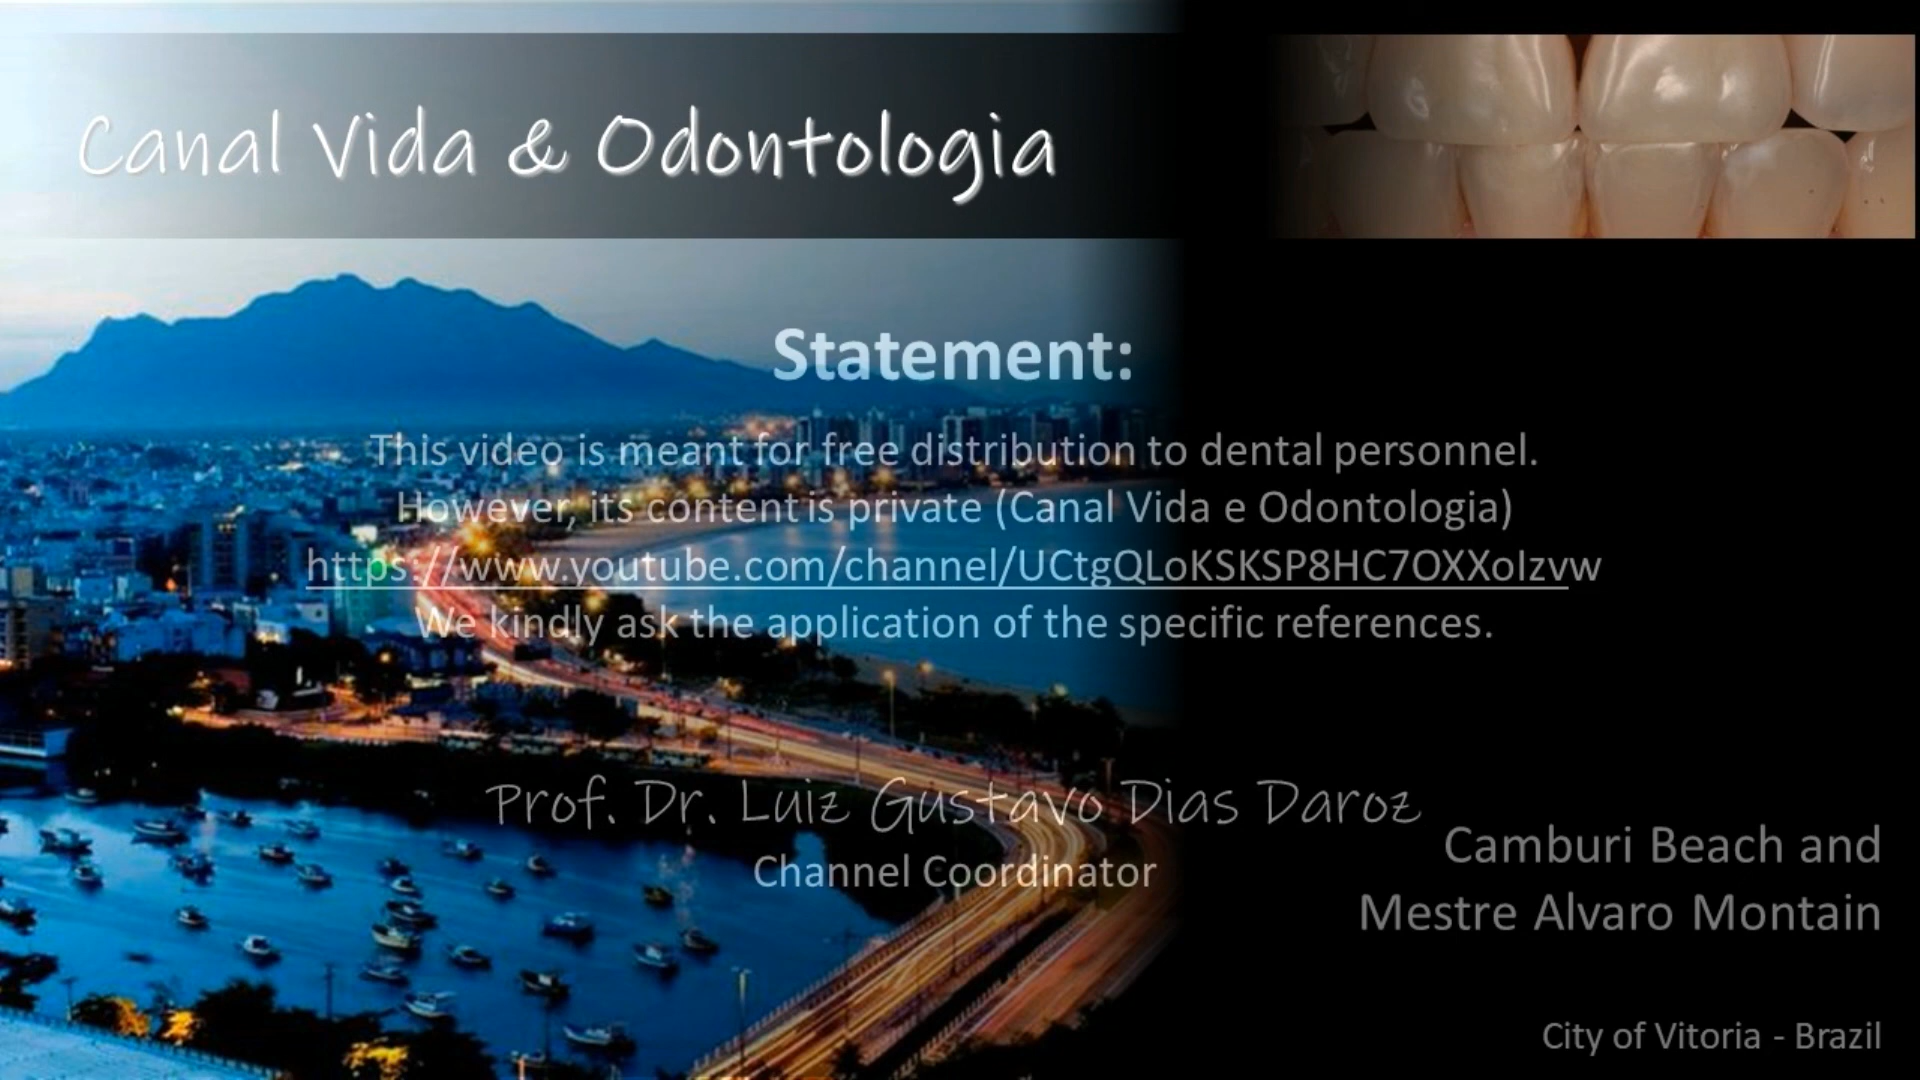 Canal Vida & Odontologia
Statement:
This video is meant for free distribution to dental personnel.
However, its content is private (Canal Vida e Odontologia)
https://www.youtube.com/channel/UCtgQLoKSKSP8HC7OXXoIzvw
We kindly ask the application of the specific references.
Prof. Dr. Luiz Gustavo Dias Daroz
Channel Coordinator
Camburi Beach and
Mestre Alvaro Montain
City of Vitoria - Brazil